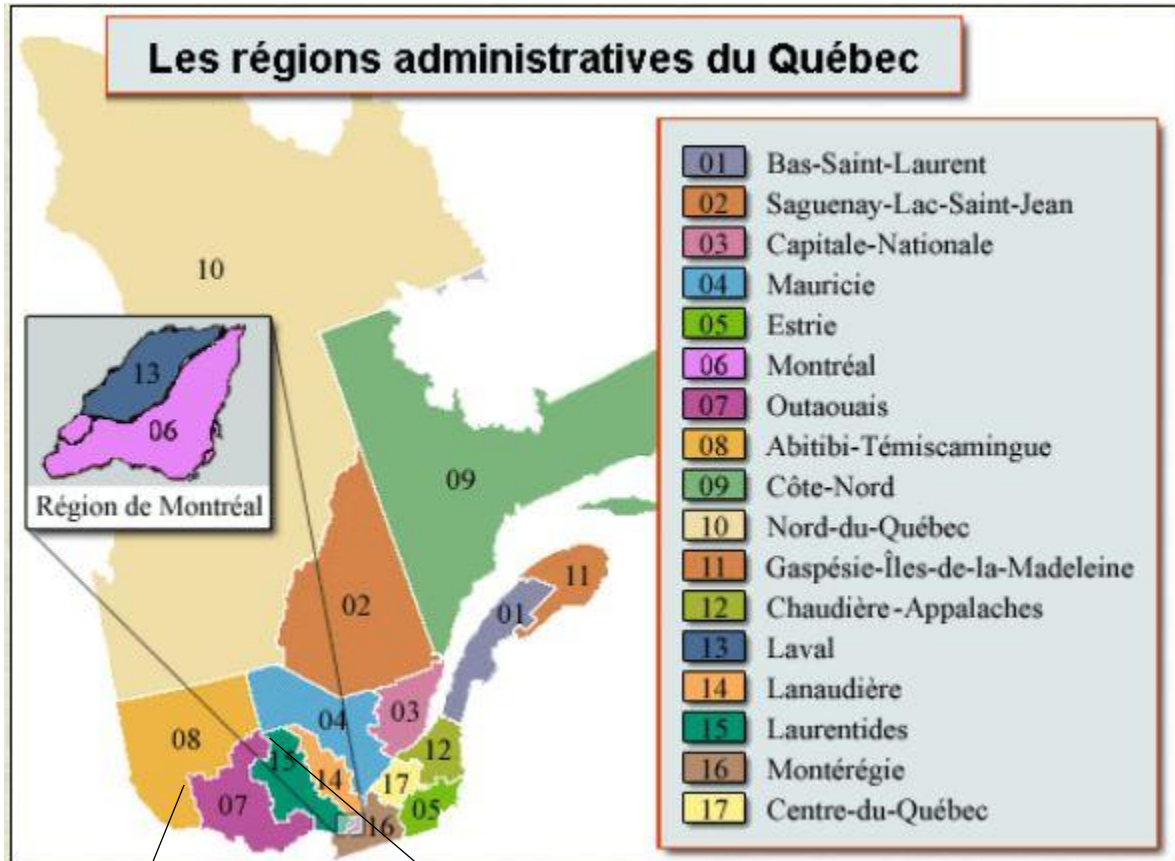 Les régions administratives du Québec
01 Bas-Saint-Laurent
02 Saguenay-Lac-Saint-Jean
03 Capitale-Nationale
04 Mauricie
05 Estrie
06 Montréal
07 Outaouais
08 Abitibi-Témiscamingue
09 Côte-Nord
10 Nord-du-Québec
11 Gaspésie-Îles-de-la-Madeleine
12 Chaudière-Appalaches
13 Laval
14 Lanaudière
15 Laurentides
16 Montérégie
17 Centre-du-Québec
10
13
06
Région de Montréal
09
11
02
01
04
03
08
12
15
14
17
07
05
16